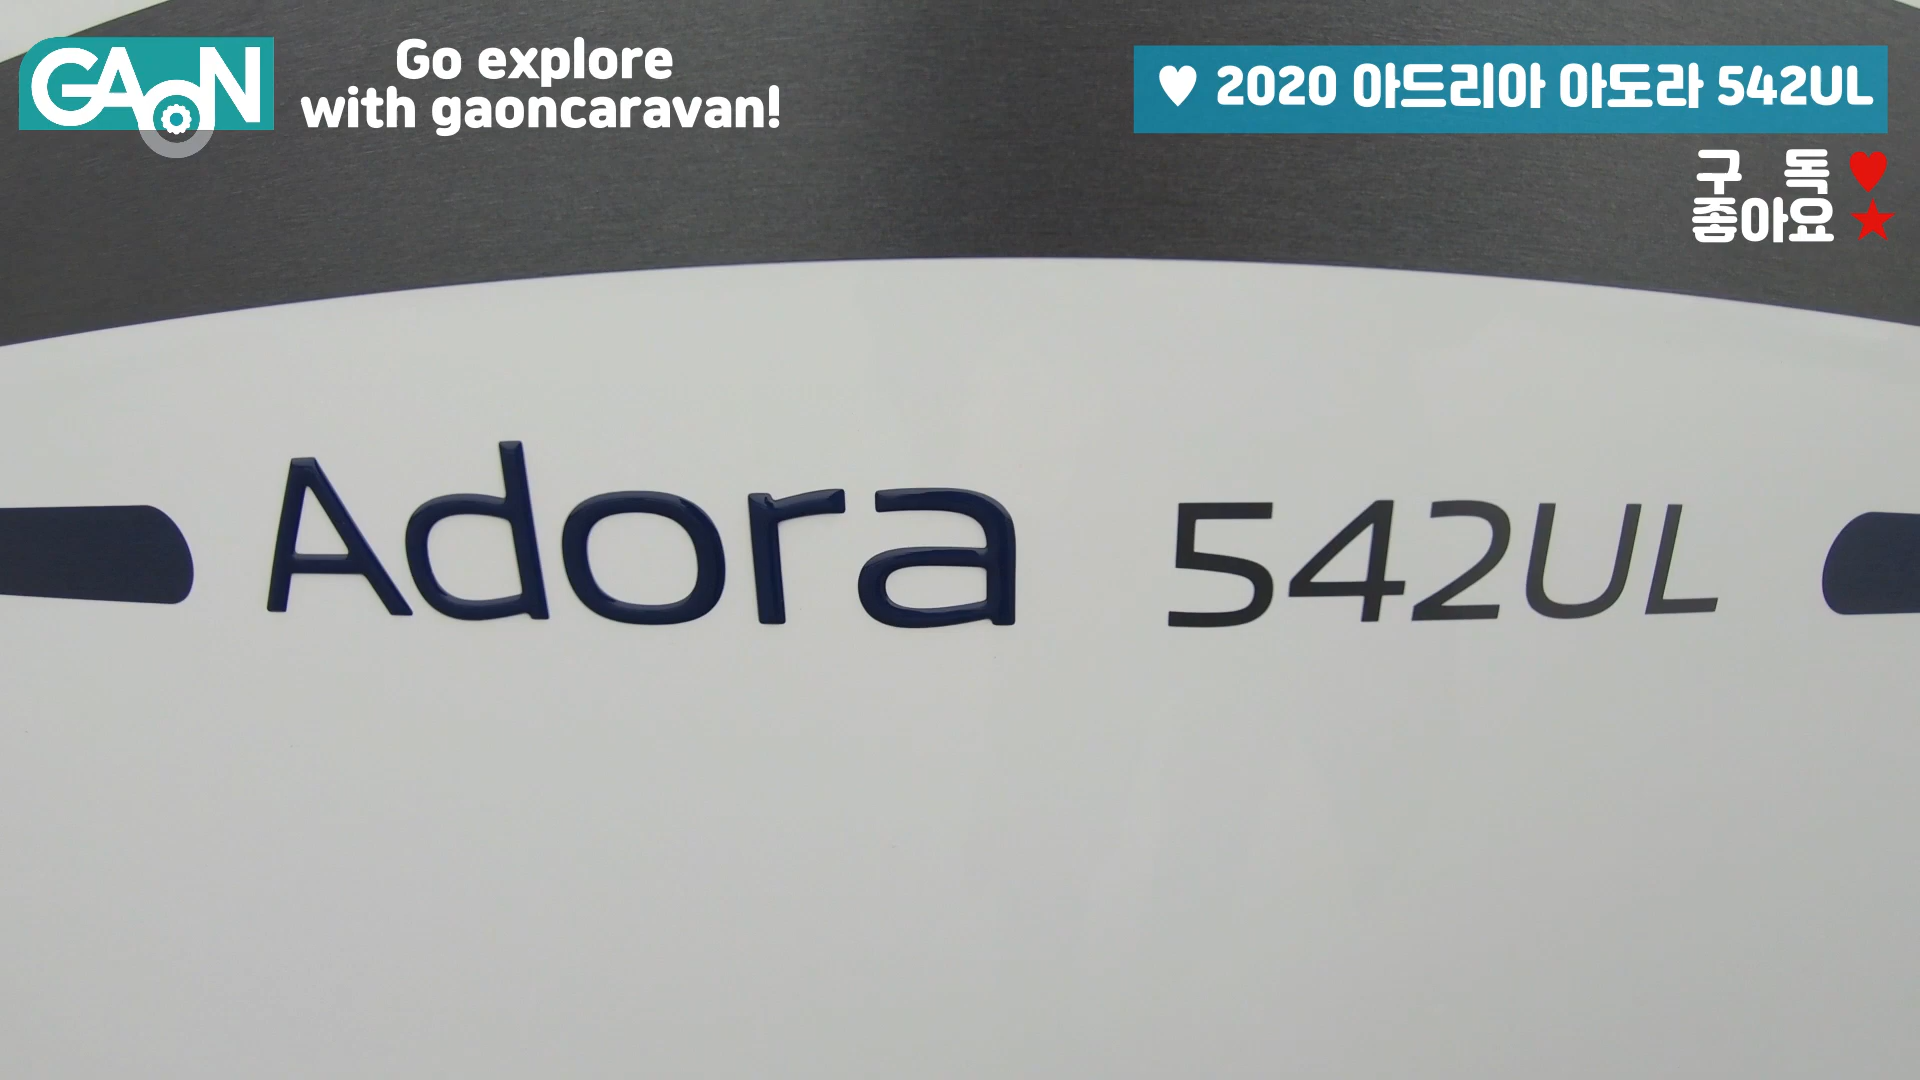 GAON
Go explore
with gaoncaravan!
♥ 2020 아드리아 아도라 542UL
구 독 ♥
좋아요 ★
Adora 542UL